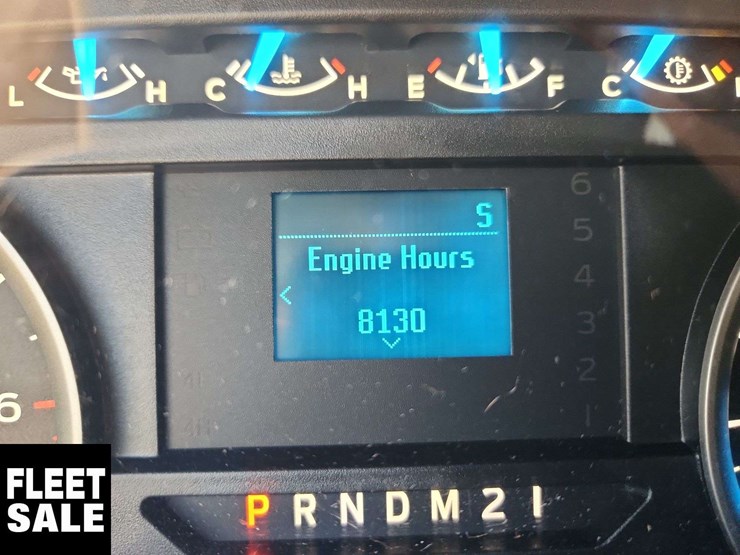 L H C H E F C
S
Engine Hours
8130
6
5
4
3
2
1
6
P R N D M 2 1
FLEET
SALE